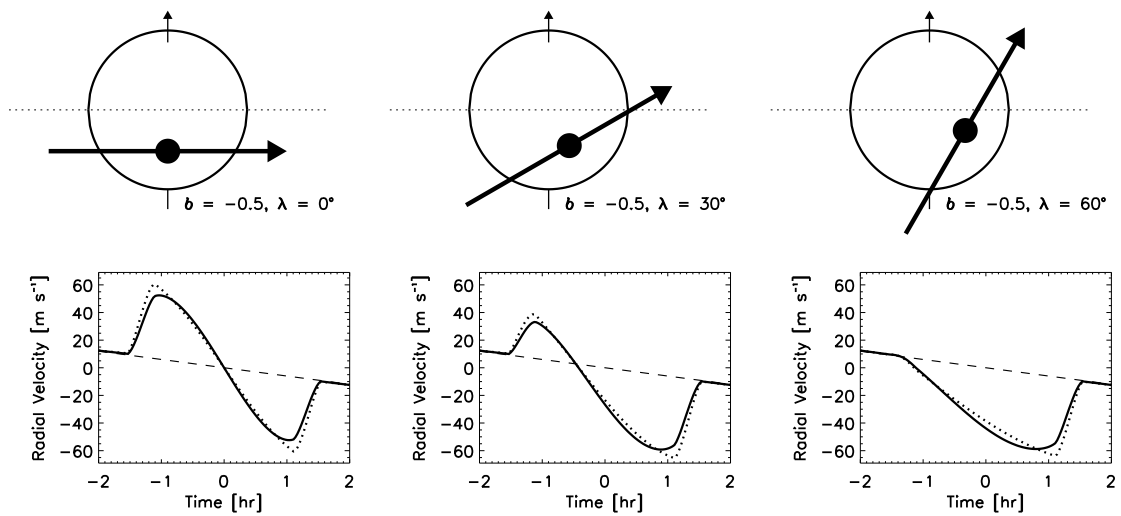 b = −0.5, λ = 0°
b = −0.5, λ = 30°
b = −0.5, λ = 60°
Radial Velocity [m s⁻¹]
60
40
20
0
−20
−40
−60
−2 −1 0 1 2
Time [hr]
Radial Velocity [m s⁻¹]
60
40
20
0
−20
−40
−60
−2 −1 0 1 2
Time [hr]
Radial Velocity [m s⁻¹]
60
40
20
0
−20
−40
−60
−2 −1 0 1 2
Time [hr]